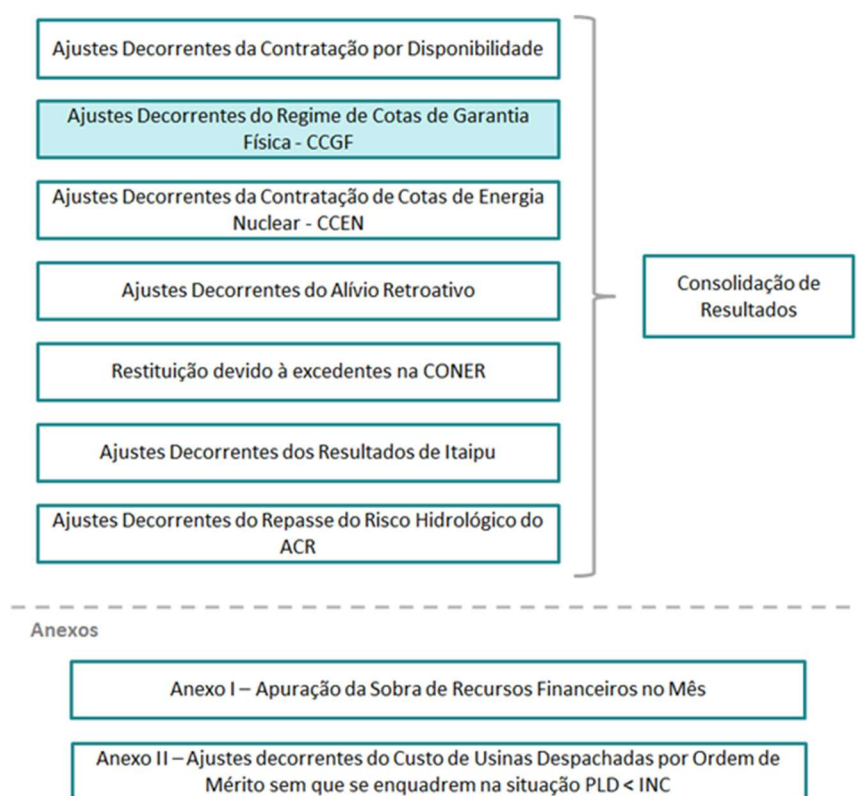 Ajustes Decorrentes da Contratação por Disponibilidade
Ajustes Decorrentes do Regime de Cotas de Garantia
Física - CCGF
Ajustes Decorrentes da Contratação de Cotas de Energia
Nuclear - CCEN
Ajustes Decorrentes do Alívio Retroativo
Restituição devido à excedentes na CONER
Ajustes Decorrentes dos Resultados de Itaipu
Ajustes Decorrentes do Repasse do Risco Hidrológico do
ACR
Consolidação de
Resultados
Anexos
Anexo I – Apuração da Sobra de Recursos Financeiros no Mês
Anexo II – Ajustes decorrentes do Custo de Usinas Despachadas por Ordem de
Mérito sem que se enquadrem na situação PLD < INC